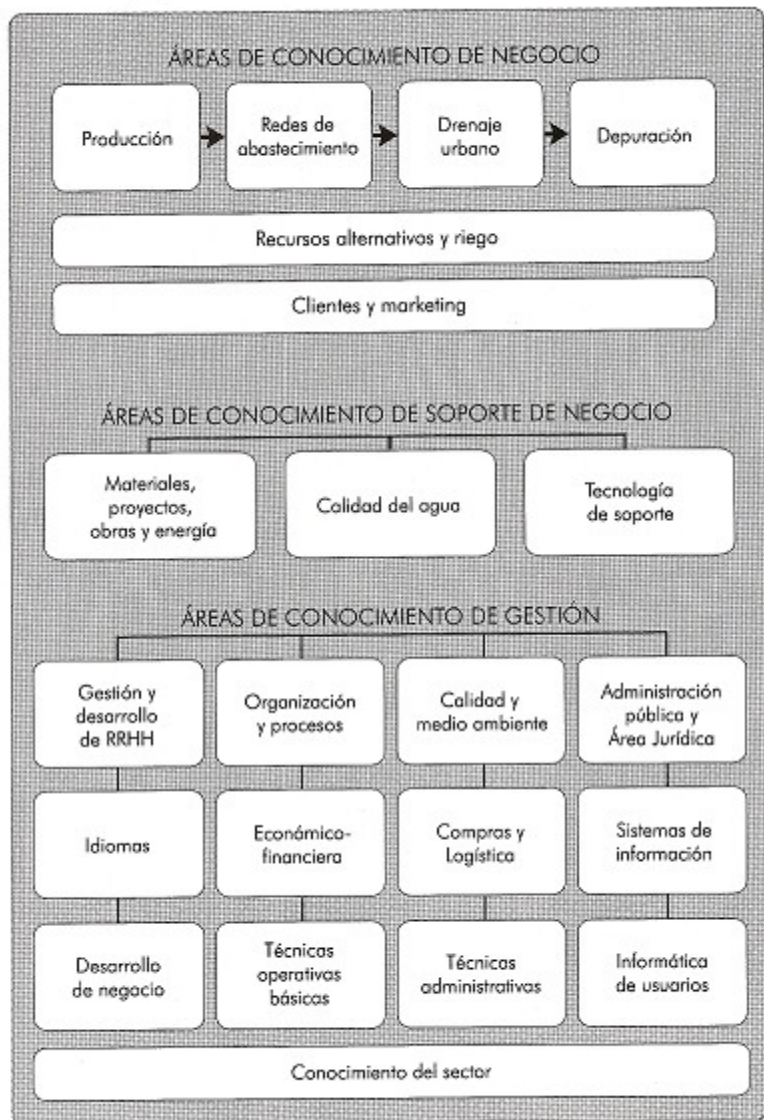 ÁREAS DE CONOCIMIENTO DE NEGOCIO
Producción
Redes de
abastecimiento
Drenaje
urbano
Depuración
Recursos alternativos y riego
Clientes y marketing
ÁREAS DE CONOCIMIENTO DE SOPORTE DE NEGOCIO
Materiales,
proyectos,
obras y energía
Calidad del agua
Tecnología
de soporte
ÁREAS DE CONOCIMIENTO DE GESTIÓN
Gestión y
desarrollo
de RRHH
Organización
y procesos
Calidad y
medio ambiente
Administración
pública y
Área Jurídica
Idiomas
Económico-
financiera
Compras y
Logística
Sistemas de
información
Desarrollo
de negocio
Técnicas
operativas
básicas
Técnicas
administrativas
Informática
de usuarios
Conocimiento del sector